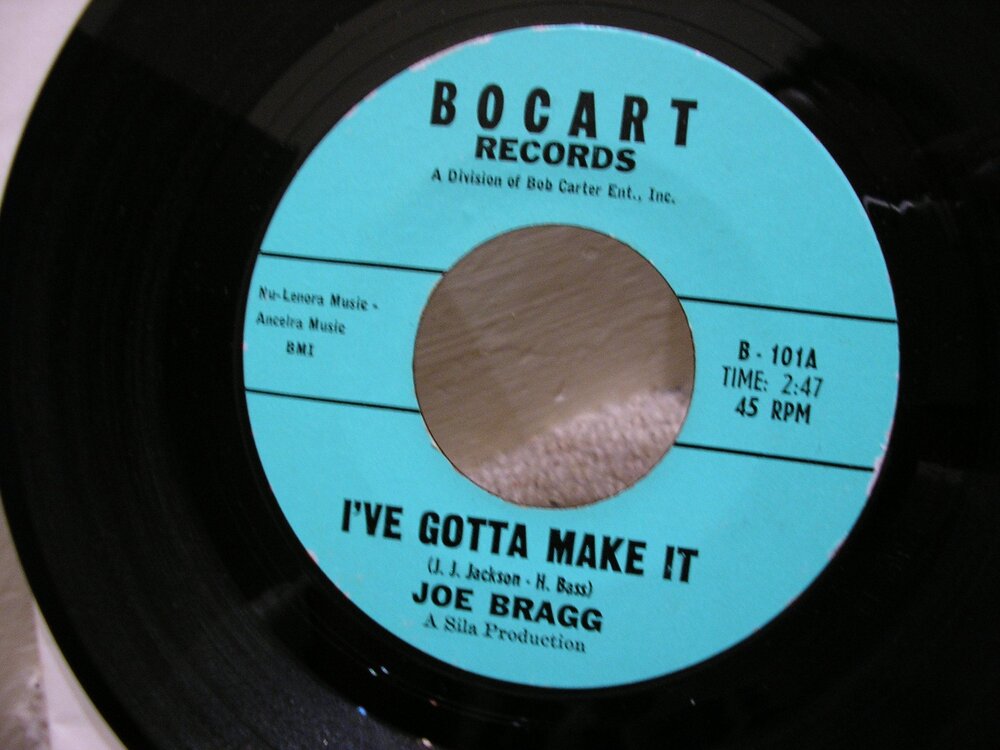 BOCART
RECORDS
A Division of Bob Carter Ent., Inc.
Nu-Lenora Music -
Anceira Music
BMI
B - 101A
TIME: 2:47
45 RPM
I'VE GOTTA MAKE IT
(J. J. Jackson - H. Bass)
JOE BRAGG
A Sila Production